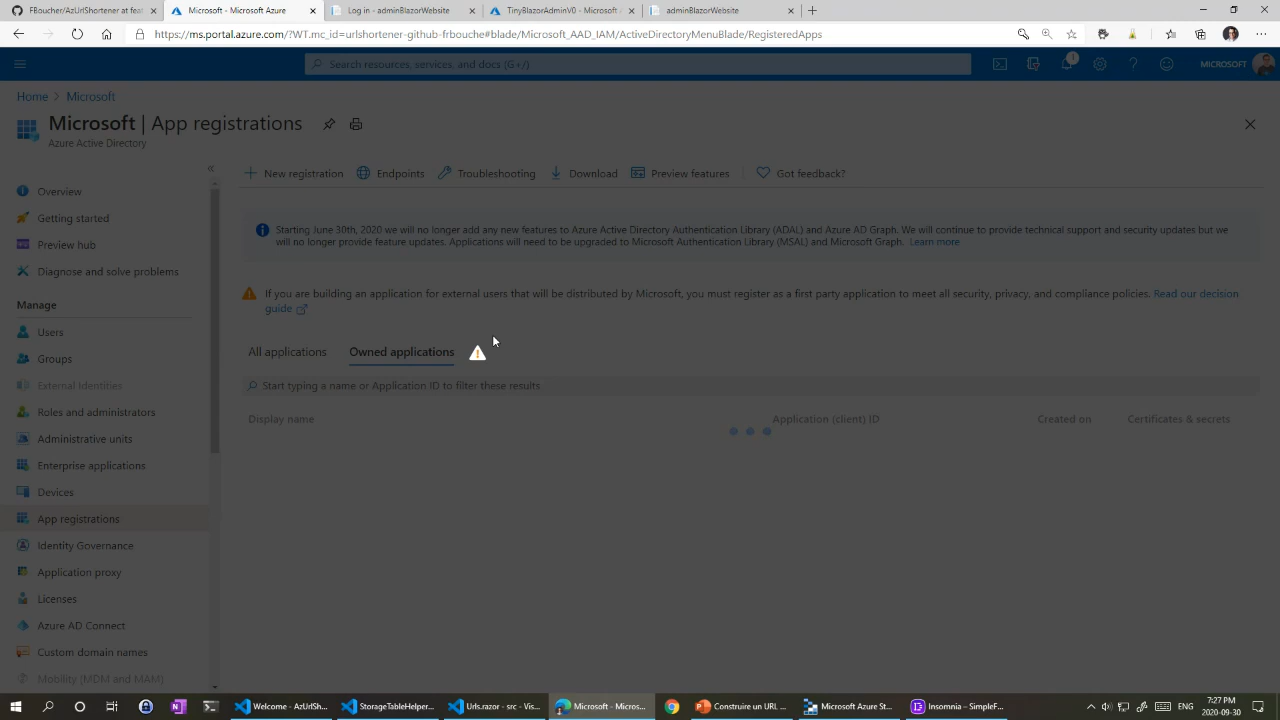 FBoucher/AzUrlShortener at feat
Microsoft - Microsoft Azure
Log in - adminBlazorWebsite
TinyBlazorAdminV0 - Microsoft A
adminBlazorWebsite
https://ms.portal.azure.com/?WT.mc_id=urlshortener-github-frbouche#blade/Microsoft_AAD_IAM/ActiveDirectoryMenuBlade/RegisteredApps
Search resources, services, and docs (G+/)
1
MICROSOFT
Home > Microsoft
Microsoft | App registrations
Azure Active Directory
Overview
Getting started
Preview hub
Diagnose and solve problems
Manage
Users
Groups
External Identities
Roles and administrators
Administrative units
Enterprise applications
Devices
App registrations
Identity Governance
Application proxy
Licenses
Azure AD Connect
Custom domain names
Mobility (MDM and MAM)
New registration Endpoints Troubleshooting Download Preview features Got feedback?
Starting June 30th, 2020 we will no longer add any new features to Azure Active Directory Authentication Library (ADAL) and Azure AD Graph. We will continue to provide technical support and security updates but we
will no longer provide feature updates. Applications will need to be upgraded to Microsoft Authentication Library (MSAL) and Microsoft Graph. Learn more
If you are building an application for external users that will be distributed by Microsoft, you must register as a first party application to meet all security, privacy, and compliance policies. Read our decision
guide
All applications Owned applications
Start typing a name or Application ID to filter these results.
Display name Application (client) ID Created on Certificates & secrets
Welcome - AzUrlSh...
StorageTableHelper...
Urls.razor - src - Vis...
Microsoft - Micros...
Construire un URL ...
Microsoft Azure St...
Insomnia – SimpleF...
ENG
7:27 PM
2020-09-30